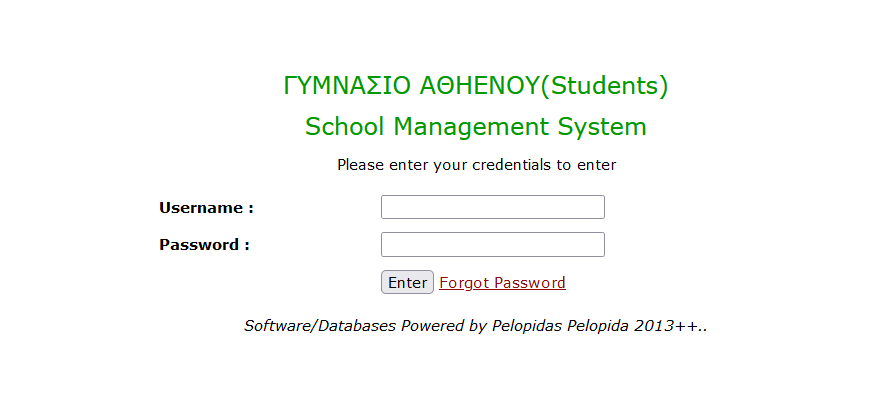 ΓΥΜΝΑΣΙΟ ΑΘΗΕΝΟΥ(Students)
School Management System
Please enter your credentials to enter
Username :
Password :
Enter Forgot Password
Software/Databases Powered by Pelopidas Pelopida 2013++..